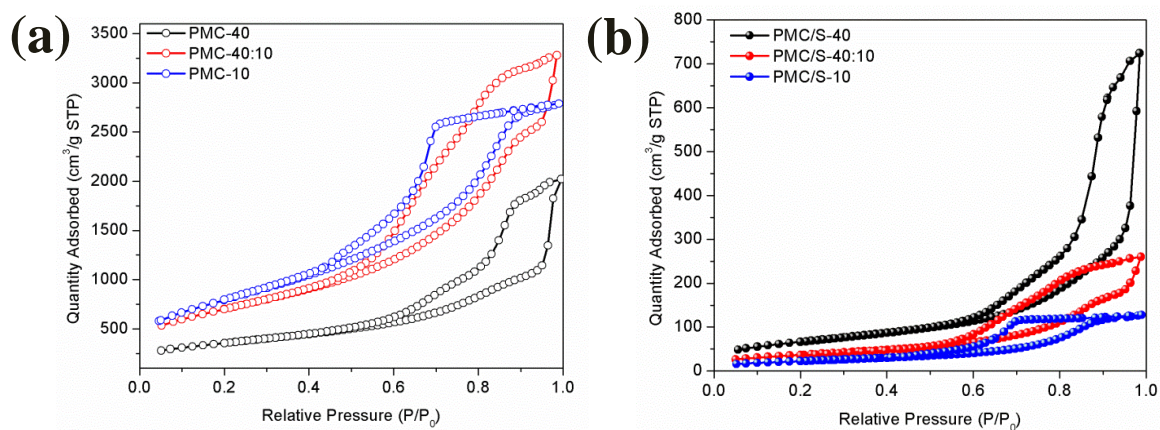 (a)
PMC-40
PMC-40:10
PMC-10
Quantity Adsorbed (cm³/g STP)
3500
3000
2500
2000
1500
1000
500
0.0 0.2 0.4 0.6 0.8 1.0
Relative Pressure (P/P₀)
(b)
PMC/S-40
PMC/S-40:10
PMC/S-10
Quantity Adsorbed (cm³/g STP)
800
700
600
500
400
300
200
100
0
0.0 0.2 0.4 0.6 0.8 1.0
Relative Pressure (P/P₀)